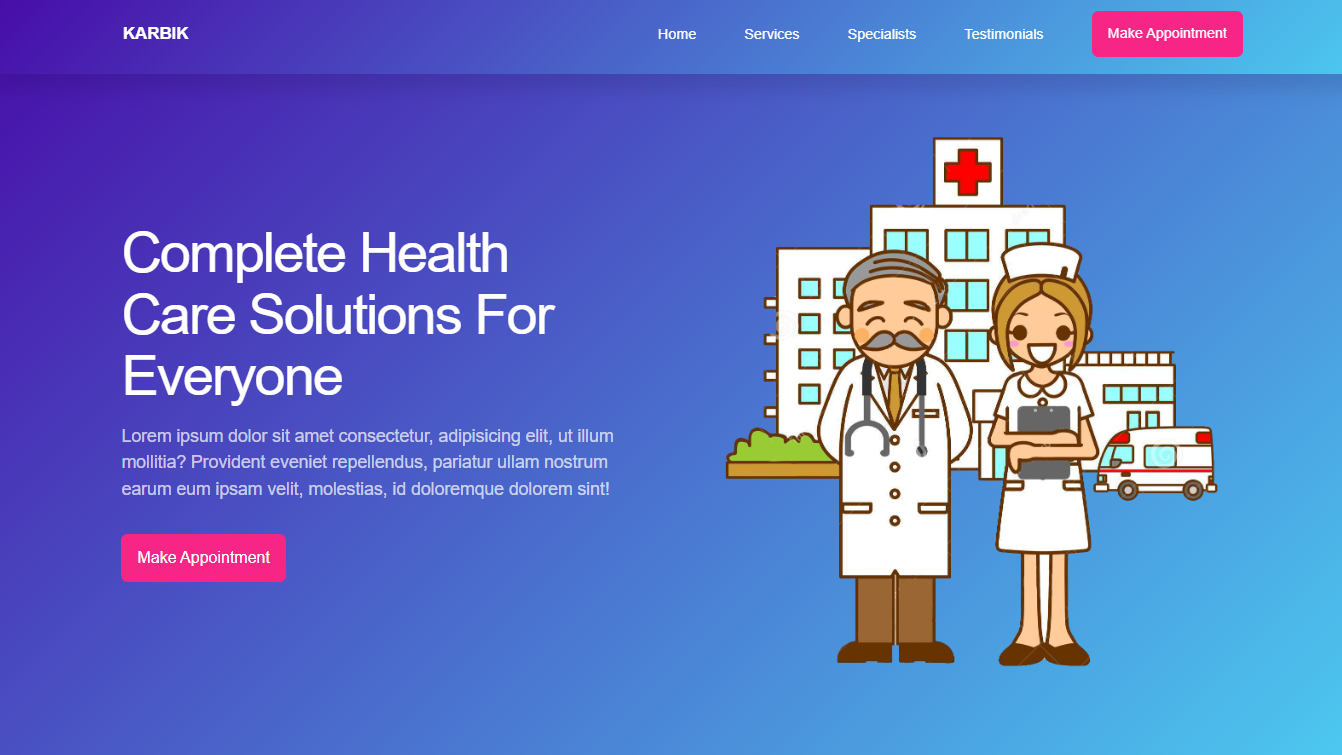 KARBIK
Home
Services
Specialists
Testimonials
Make Appointment
Complete Health
Care Solutions For
Everyone
Lorem ipsum dolor sit amet consectetur, adipisicing elit, ut illum
mollitia? Provident eveniet repellendus, pariatur ullam nostrum
earum eum ipsam velit, molestias, id doloremque dolorem sint!
Make Appointment